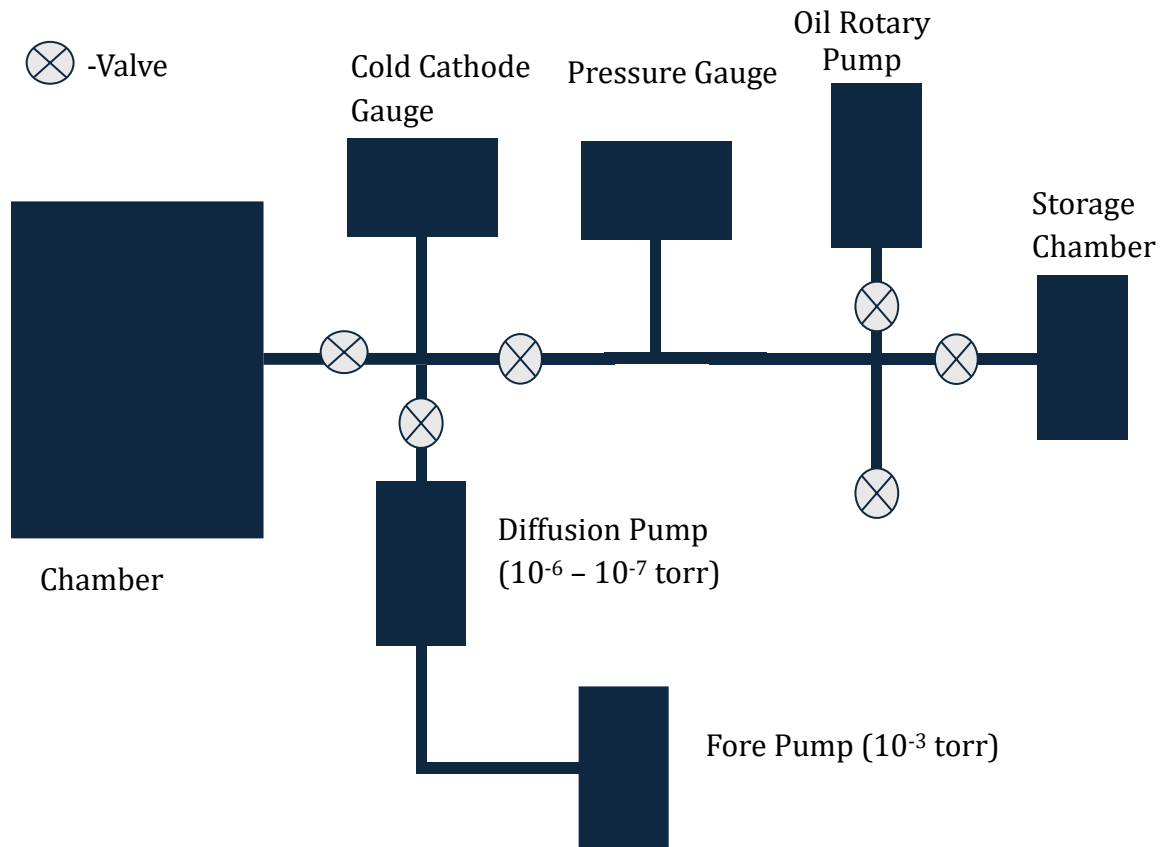 -Valve
Cold Cathode
Gauge
Pressure Gauge
Oil Rotary
Pump
Storage
Chamber
Chamber
Diffusion Pump
(10⁻⁶ – 10⁻⁷ torr)
Fore Pump (10⁻³ torr)